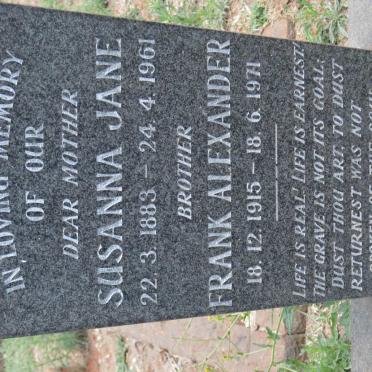 IN LOVING MEMORY
OF OUR
DEAR MOTHER
SUSANNA JANE
22.3.1883 – 24.4.1961
BROTHER
FRANK ALEXANDER
18.12.1915 – 18.6.1971
LIFE IS REAL! LIFE IS EARNEST!
THE GRAVE IS NOT ITS GOAL.
DUST THOU ART TO DUST
RETURNEST WAS NOT